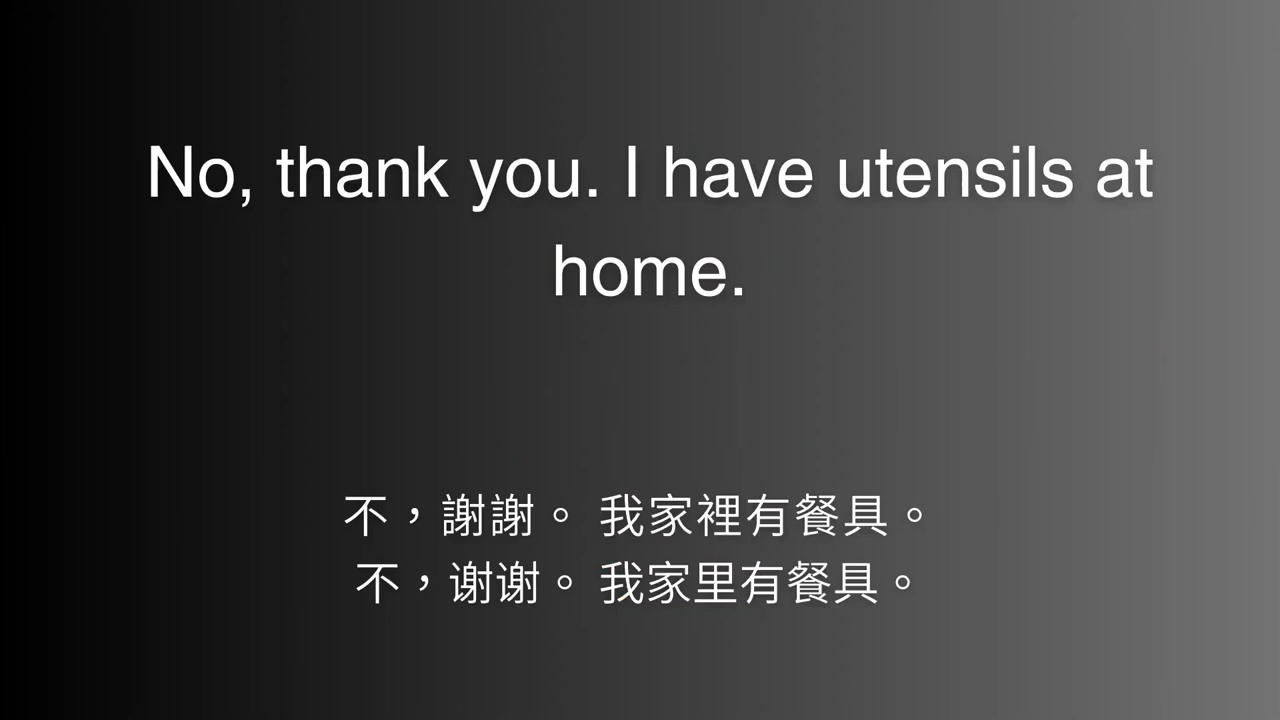 No, thank you. I have utensils at
home.
不，謝謝。 我家裡有餐具。
不，谢谢。 我家里有餐具。